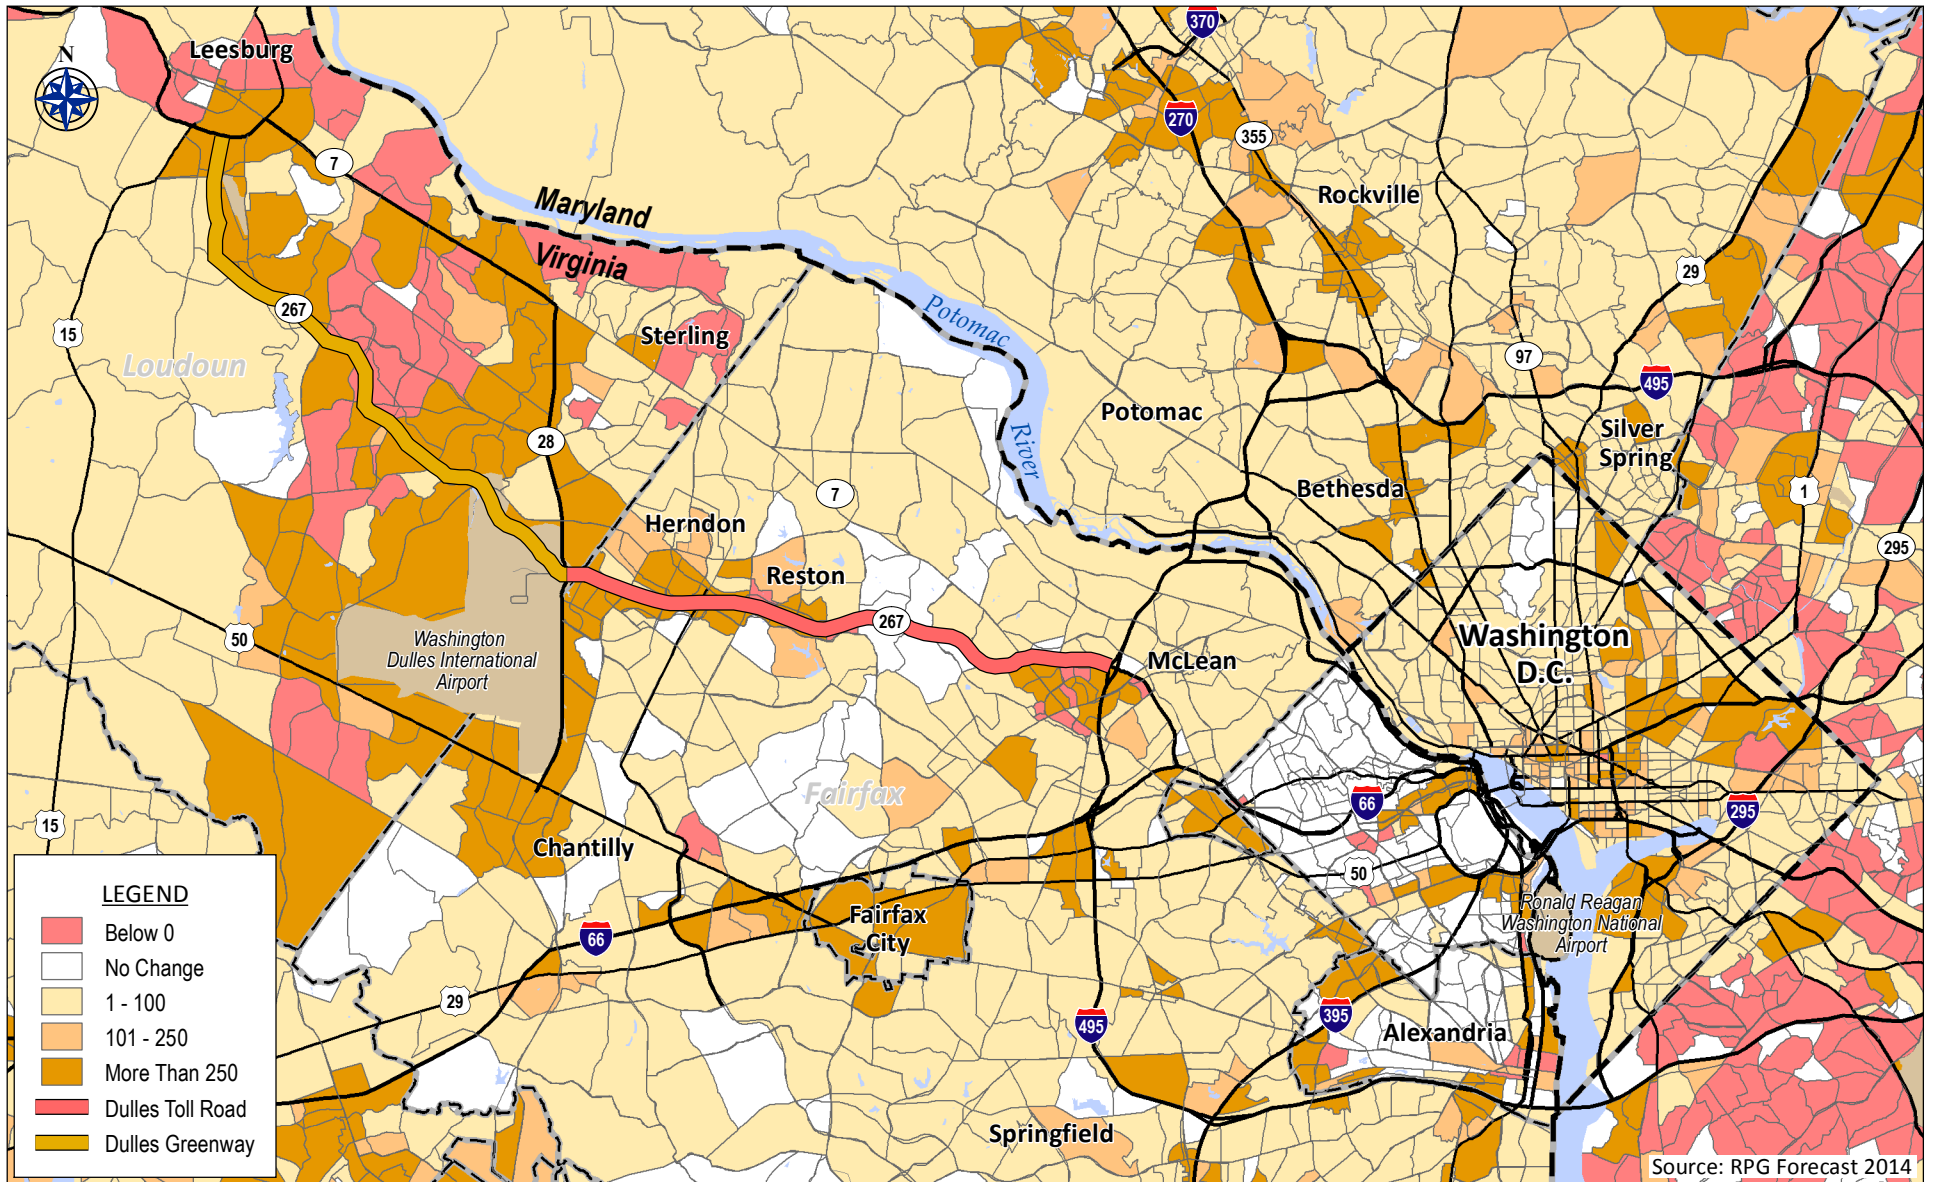 370
Leesburg
N
270
355
7
Rockville
Maryland
Virginia
29
267
Potomac
15
Sterling
97
Loudoun
495
Potomac
28
Silver
Spring
River
Bethesda
7
1
Herndon
295
Reston
267
50
Washington
Dulles International
Airport
McLean
Washington
D.C.
Fairfax
66
295
15
Chantilly
50
LEGEND
Below 0
No Change
1 - 100
101 - 250
More Than 250
Dulles Toll Road
Dulles Greenway
Fairfax
City
66
Ronald Reagan
Washington National
Airport
29
495
395
Alexandria
Springfield
Source: RPG Forecast 2014